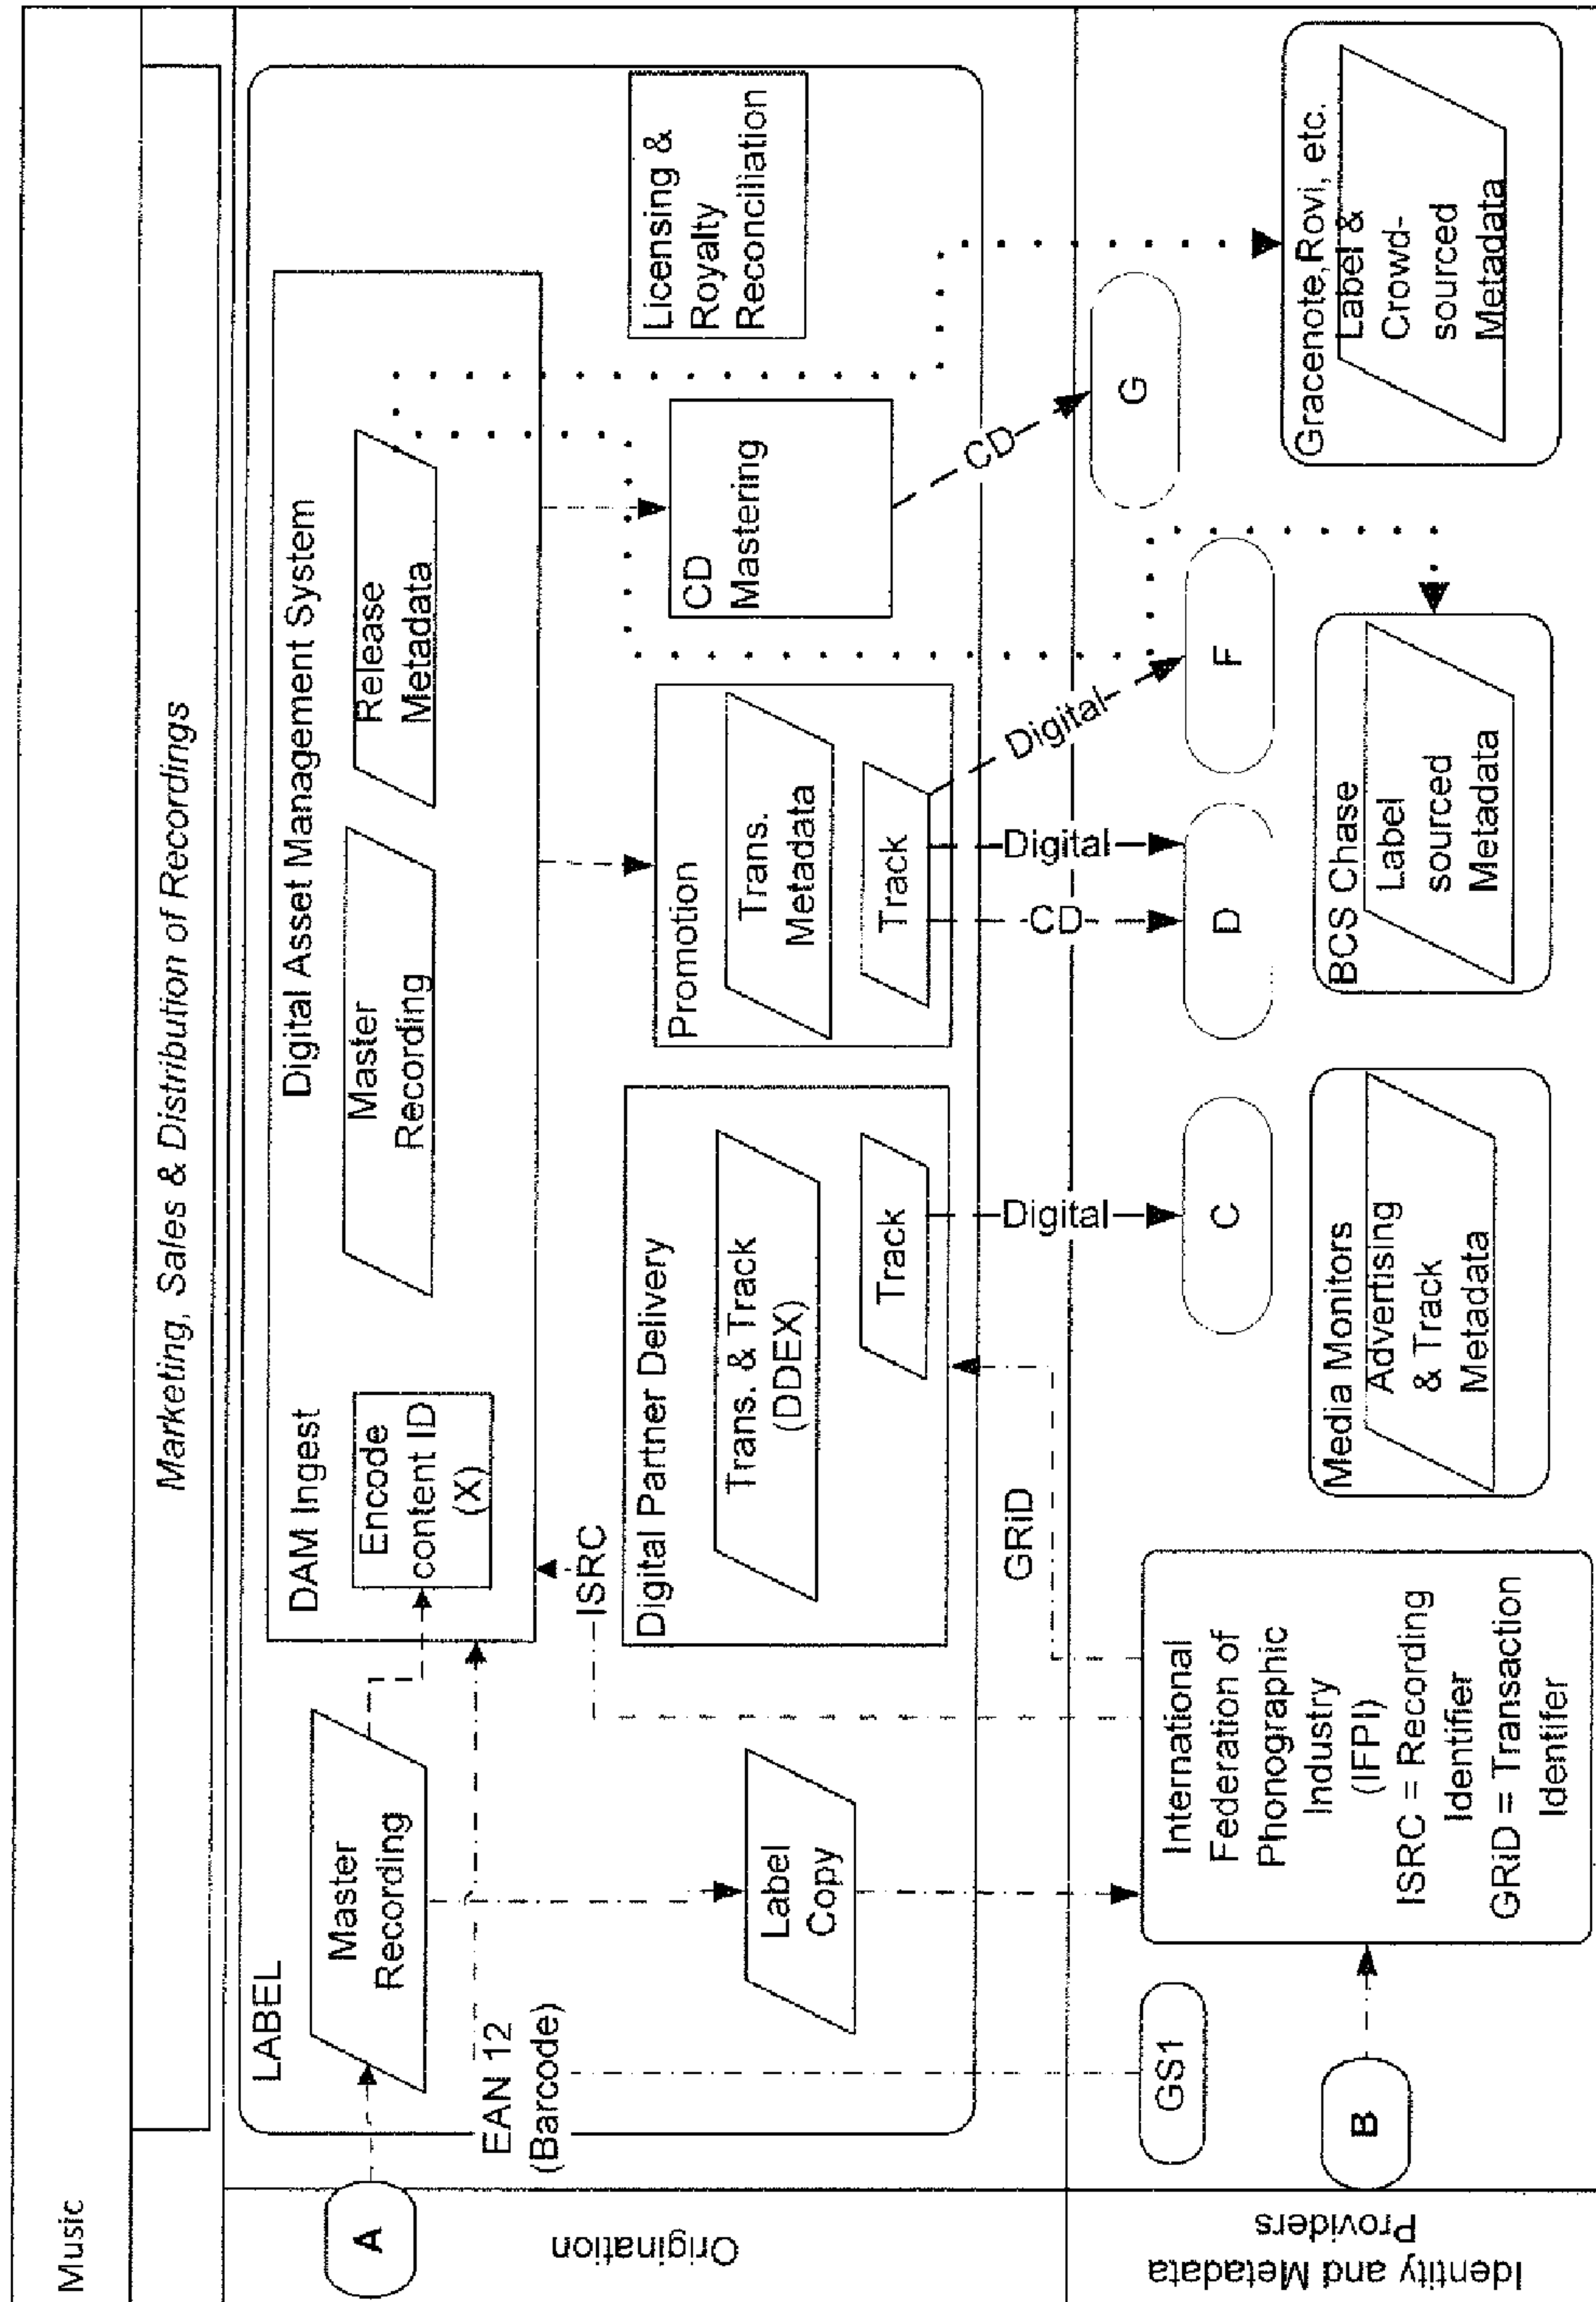 Music
Marketing, Sales & Distribution of Recordings
Origination
A
LABEL
Master
Recording
EAN 12
(Barcode)
Label
Copy
DAM Ingest
Encode
content ID
(X)
ISRC
Digital Asset Management System
Master
Recording
Release
Metadata
Digital Partner Delivery
Trans. & Track
(DDEX)
Track
Promotion
Trans.
Metadata
Track
CD
Mastering
Licensing &
Royalty
Reconciliation
GRiD
Digital
CD
Digital
Digital
CD
Identity and Metadata
Providers
GS1
B
C
D
F
G
International
Federation of
Phonographic
Industry
(IFPI)
ISRC = Recording
Identifier
GRiD = Transaction
Identifer
Media Monitors
Advertising
& Track
Metadata
BCS Chase
Label
sourced
Metadata
Gracenote,Rovi, etc.
Label &
Crowd-
sourced
Metadata